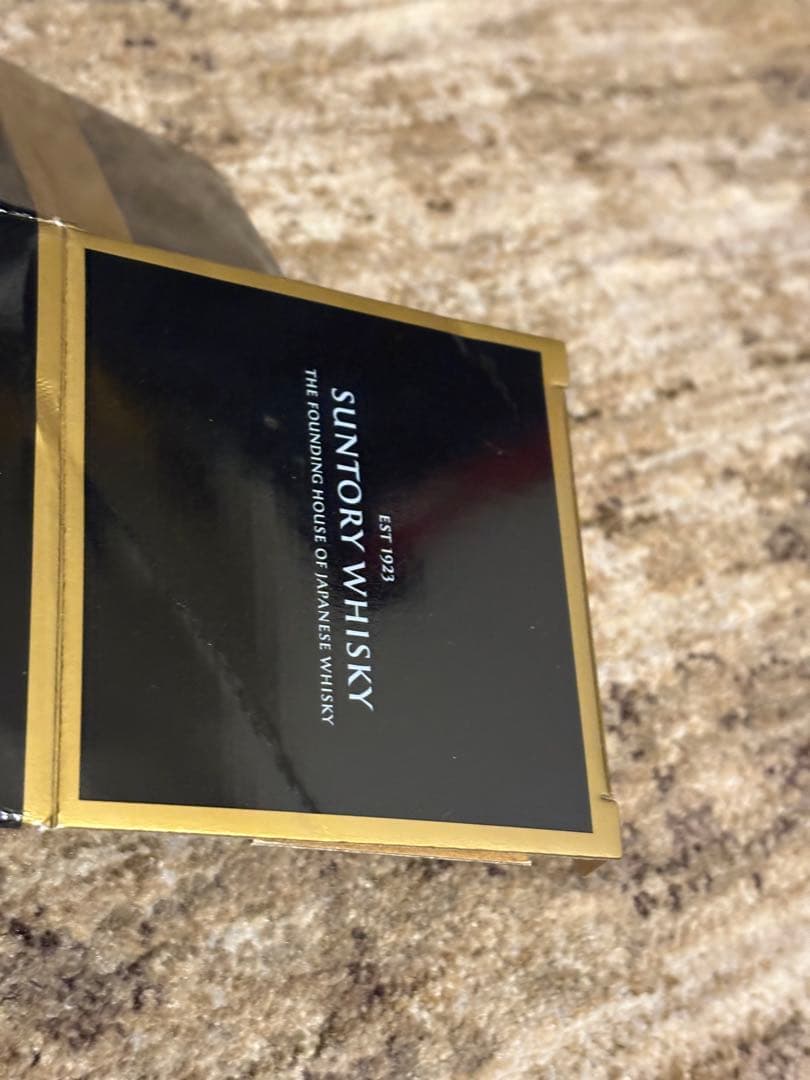 EST 1923
SUNTORY WHISKY
THE FOUNDING HOUSE OF JAPANESE WHISKY